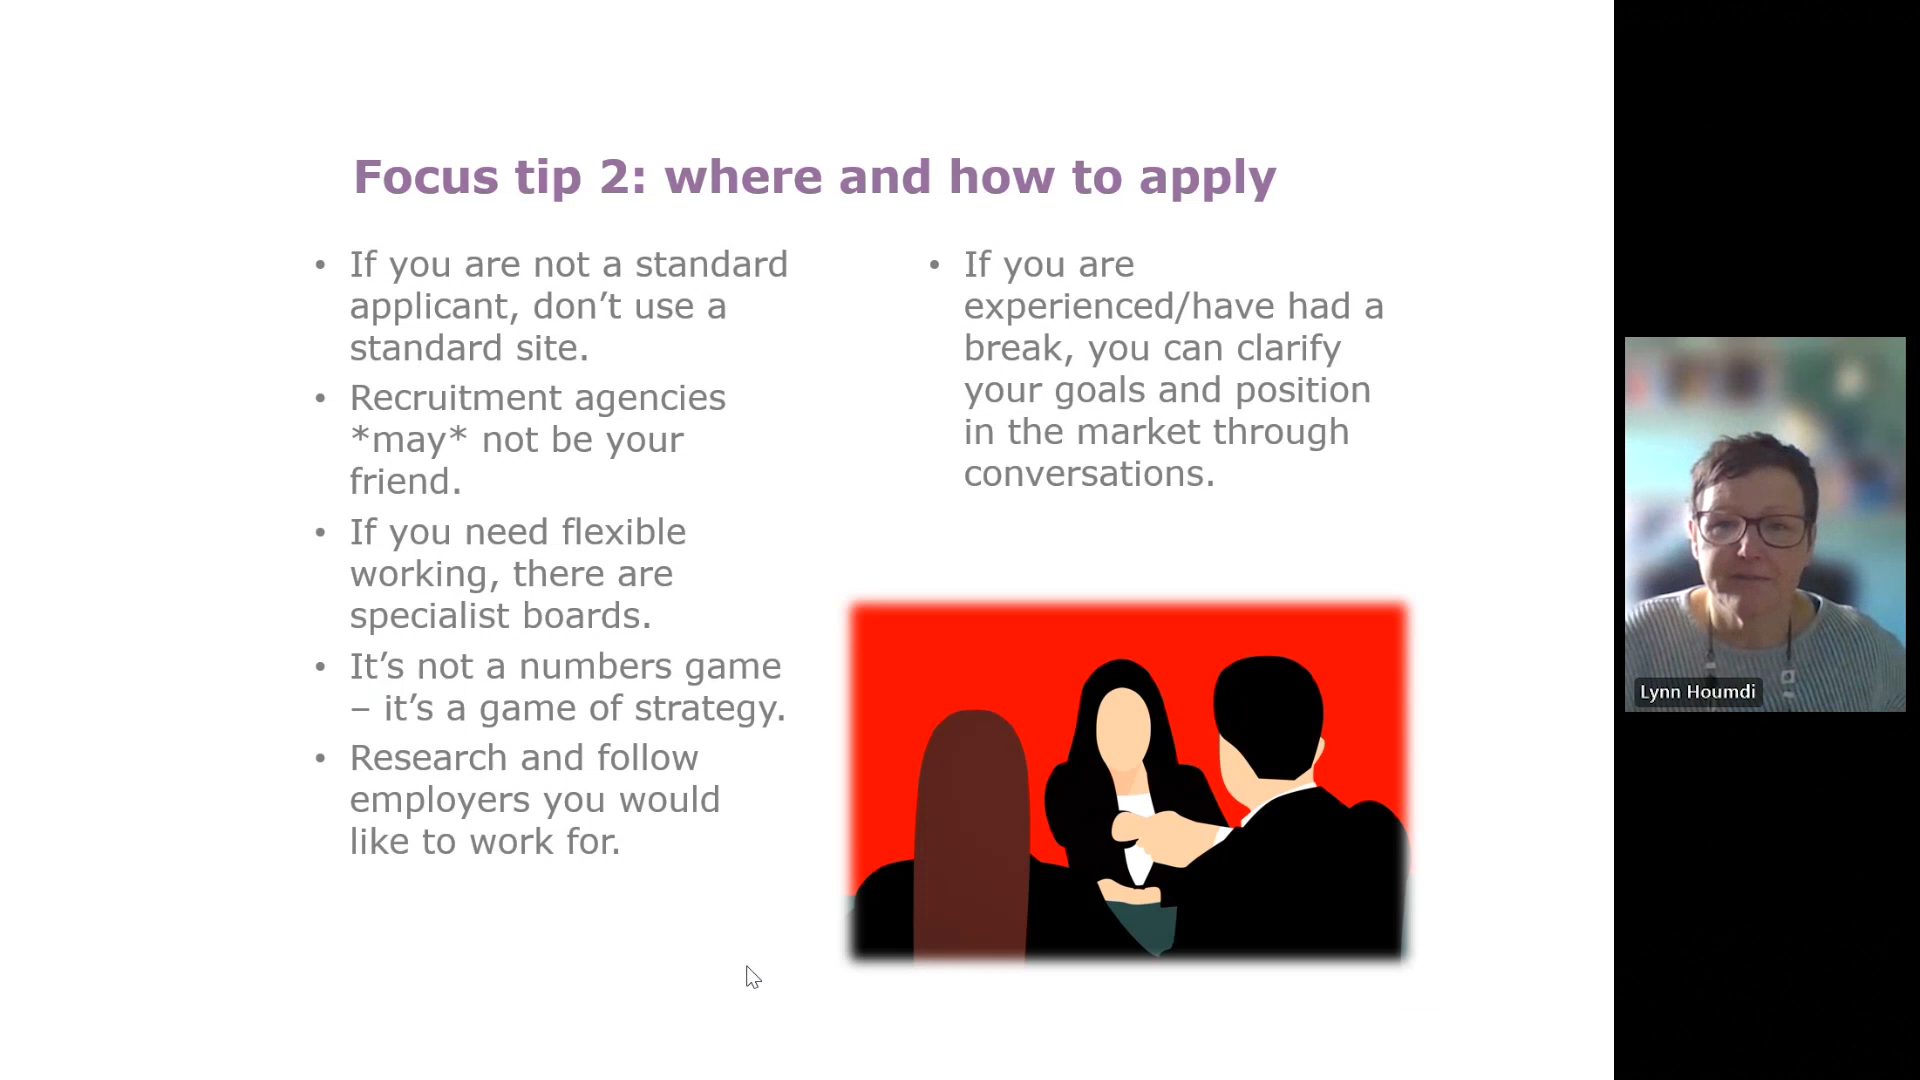 Focus tip 2: where and how to apply
• If you are not a standard
applicant, don’t use a
standard site.
• Recruitment agencies
*may* not be your
friend.
• If you need flexible
working, there are
specialist boards.
• It’s not a numbers game
– it’s a game of strategy.
• Research and follow
employers you would
like to work for.
• If you are
experienced/have had a
break, you can clarify
your goals and position
in the market through
conversations.
Lynn Houmdi